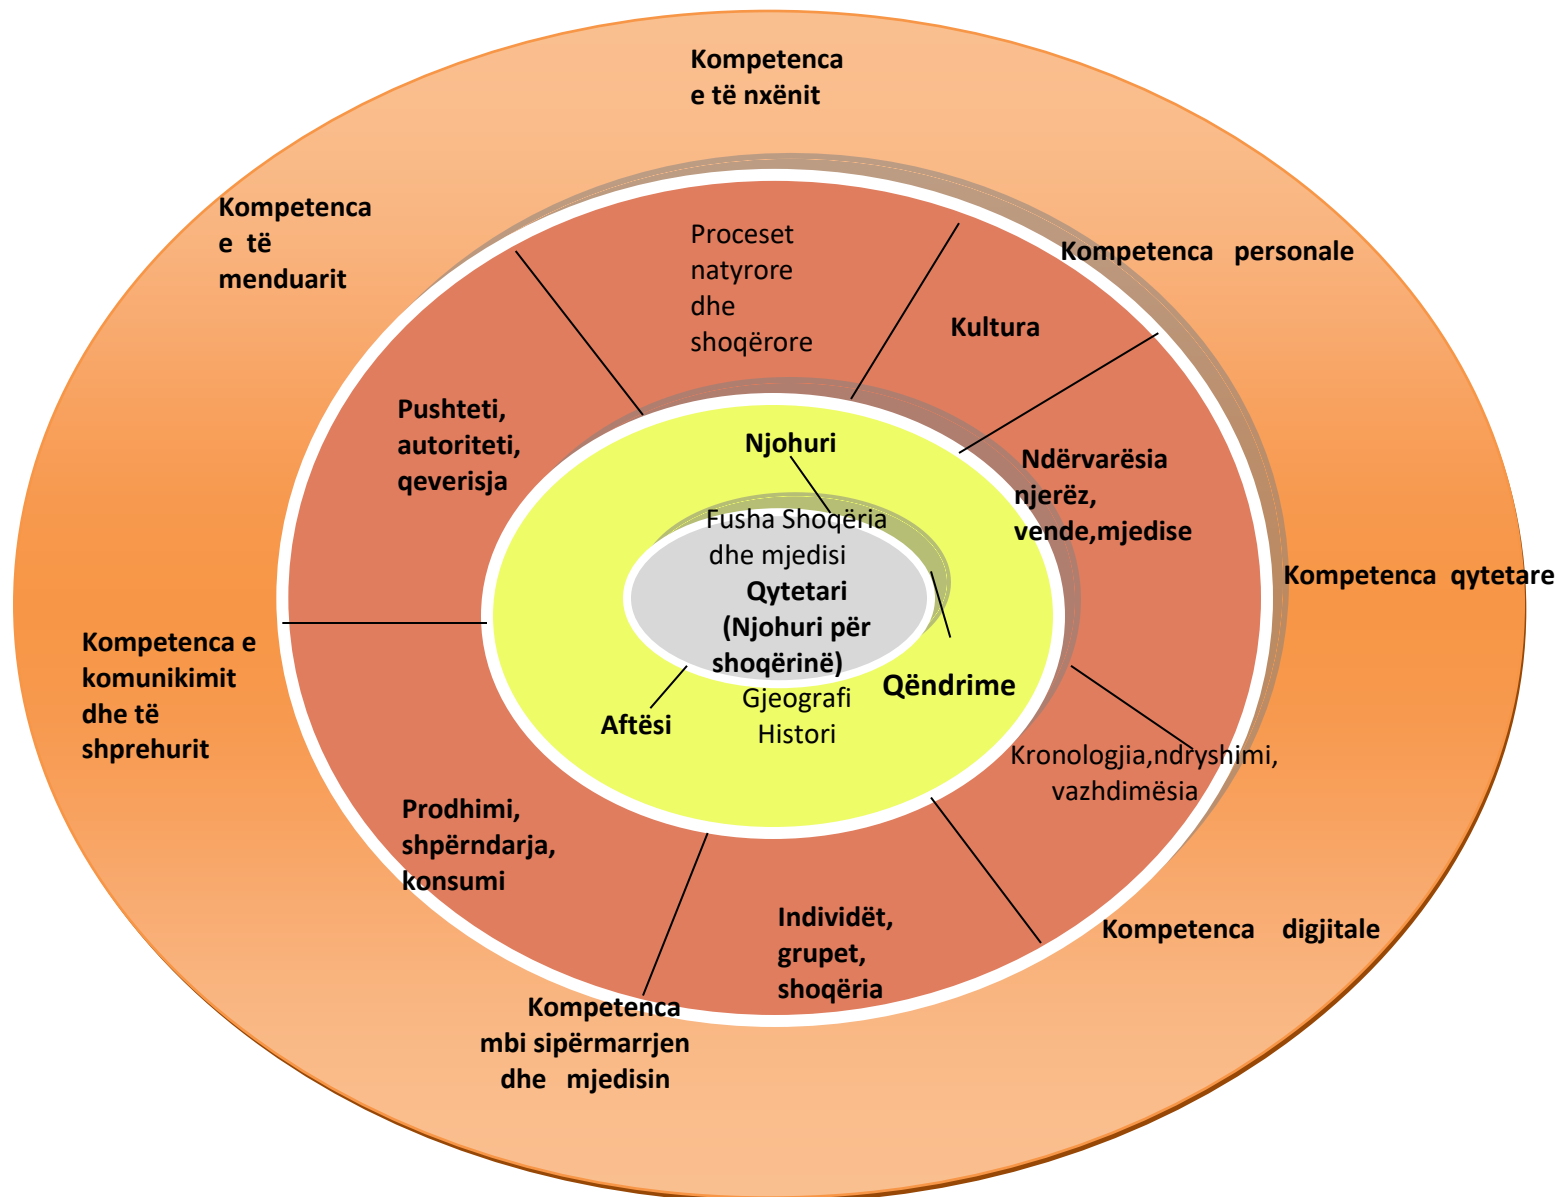 Kompetenca
e të nxënit
Kompetenca
e të
menduarit
Kompetenca personale
Kompetenca qytetare
Kompetenca digjitale
Kompetenca
mbi sipërmarrjen
dhe mjedisin
Kompetenca e
komunikimit
dhe të
shprehurit
Proceset
natyrore
dhe
shoqërore
Kultura
Ndërvarësia
njerëz,
vende,mjedise
Kronologjia,ndryshimi,
vazhdimësia
Individët,
grupet,
shoqëria
Prodhimi,
shpërndarja,
konsumi
Pushteti,
autoriteti,
qeverisja
Njohuri
Qëndrime
Aftësi
Fusha Shoqëria
dhe mjedisi
Qytetari
(Njohuri për
shoqërinë)
Gjeografi
Histori